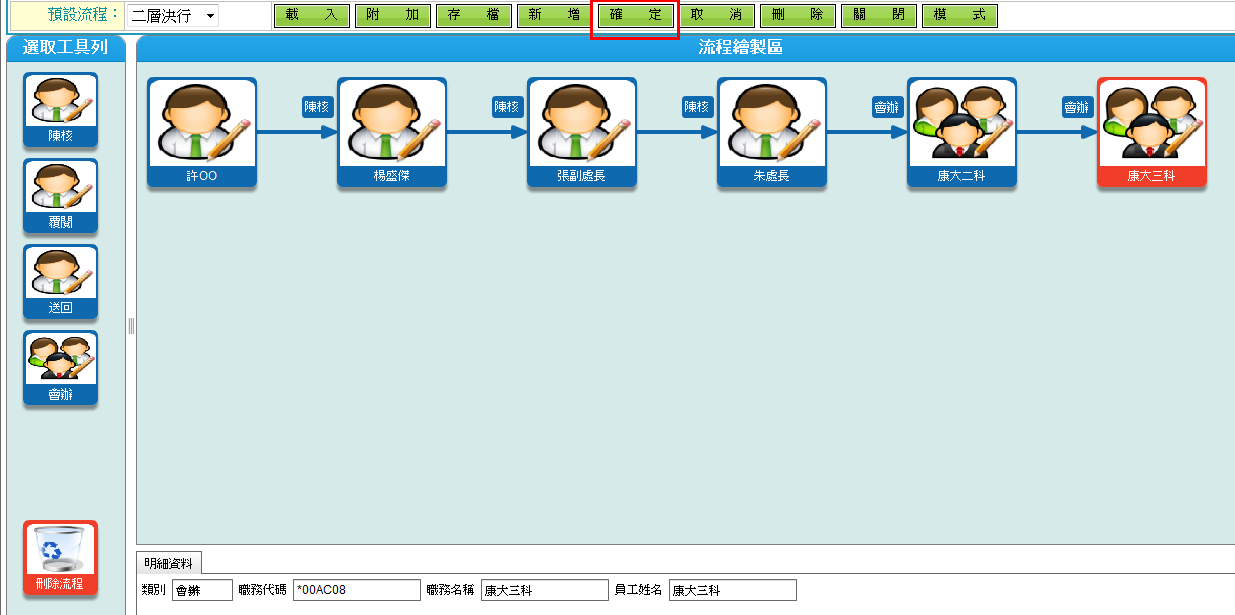 預設流程： 二層決行 載入 附加 存檔 新增 確定 取消 刪除 關閉 模式
選取工具列 流程繪製區
陳核
覆閱
送回
會辦
刪除流程
陳核 陳核 陳核 會辦 會辦
許OO 楊盛傑 張副處長 朱處長 康大二科 康大三科
明細資料
類別 會辦 職務代碼 *00AC08 職務名稱 康大三科 員工姓名 康大三科